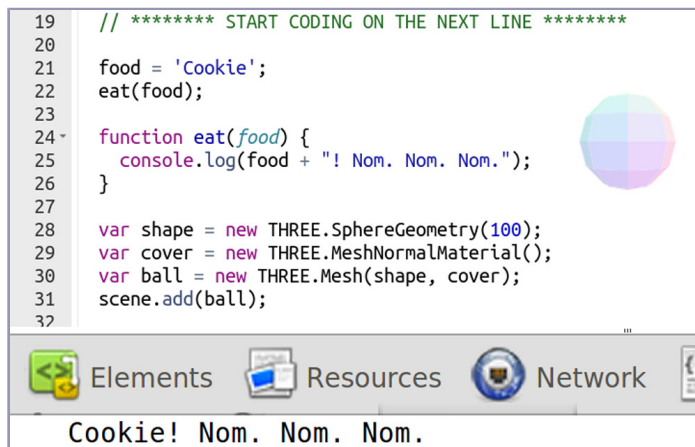 19 // ******** START CODING ON THE NEXT LINE ********
20
21 food = 'Cookie';
22 eat(food);
23
24 function eat(food) {
25 console.log(food + "! Nom. Nom. Nom.");
26 }
27
28 var shape = new THREE.SphereGeometry(100);
29 var cover = new THREE.MeshNormalMaterial();
30 var ball = new THREE.Mesh(shape, cover);
31 scene.add(ball);
32
Elements Resources Network
Cookie! Nom. Nom. Nom.